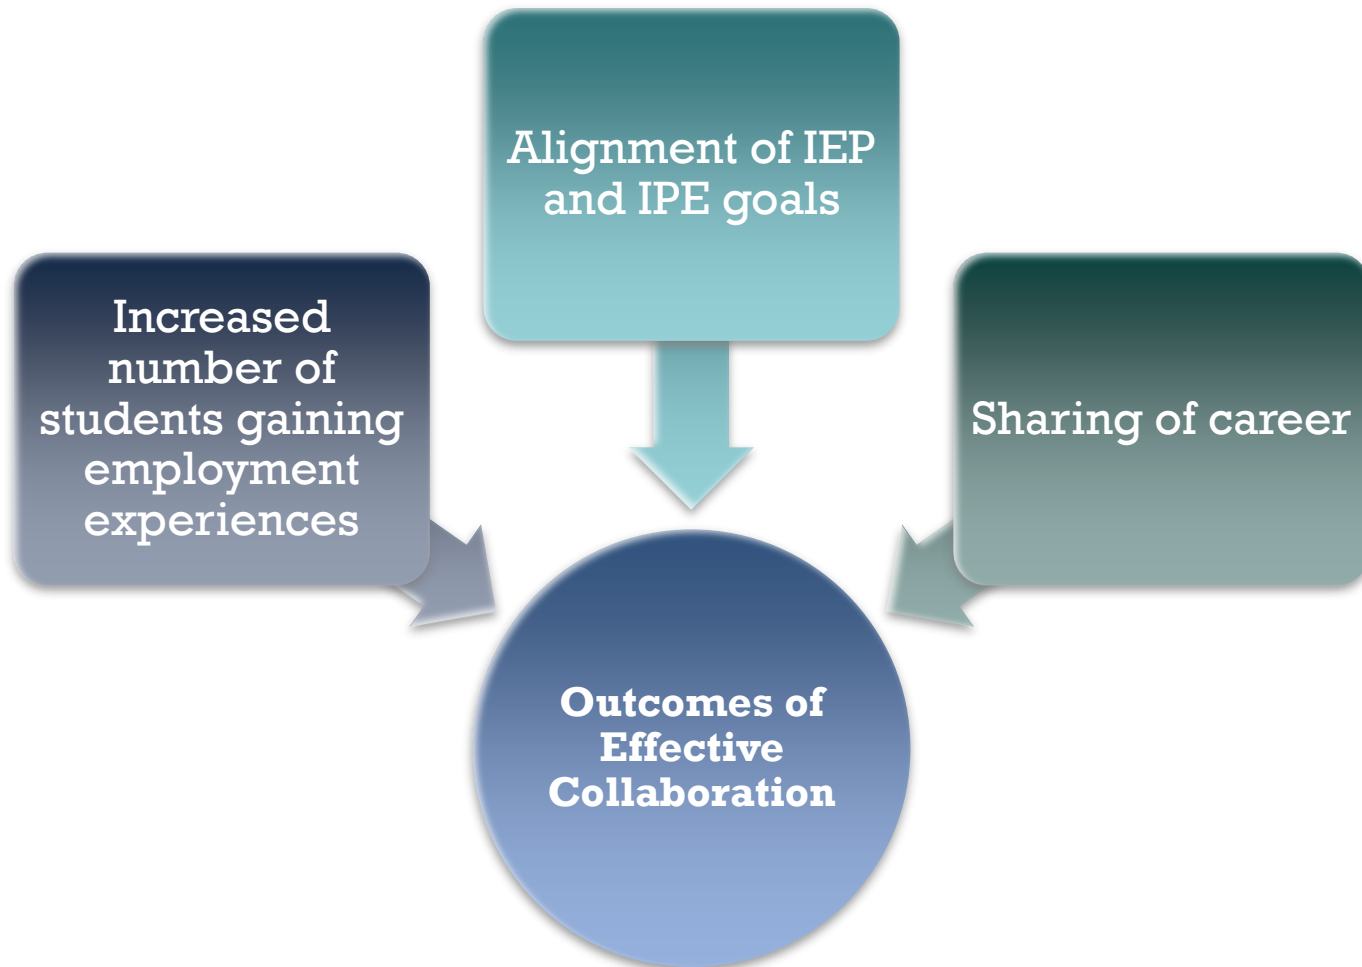 Alignment of IEP
and IPE goals
Increased
number of
students gaining
employment
experiences
Sharing of career
Outcomes of
Effective
Collaboration